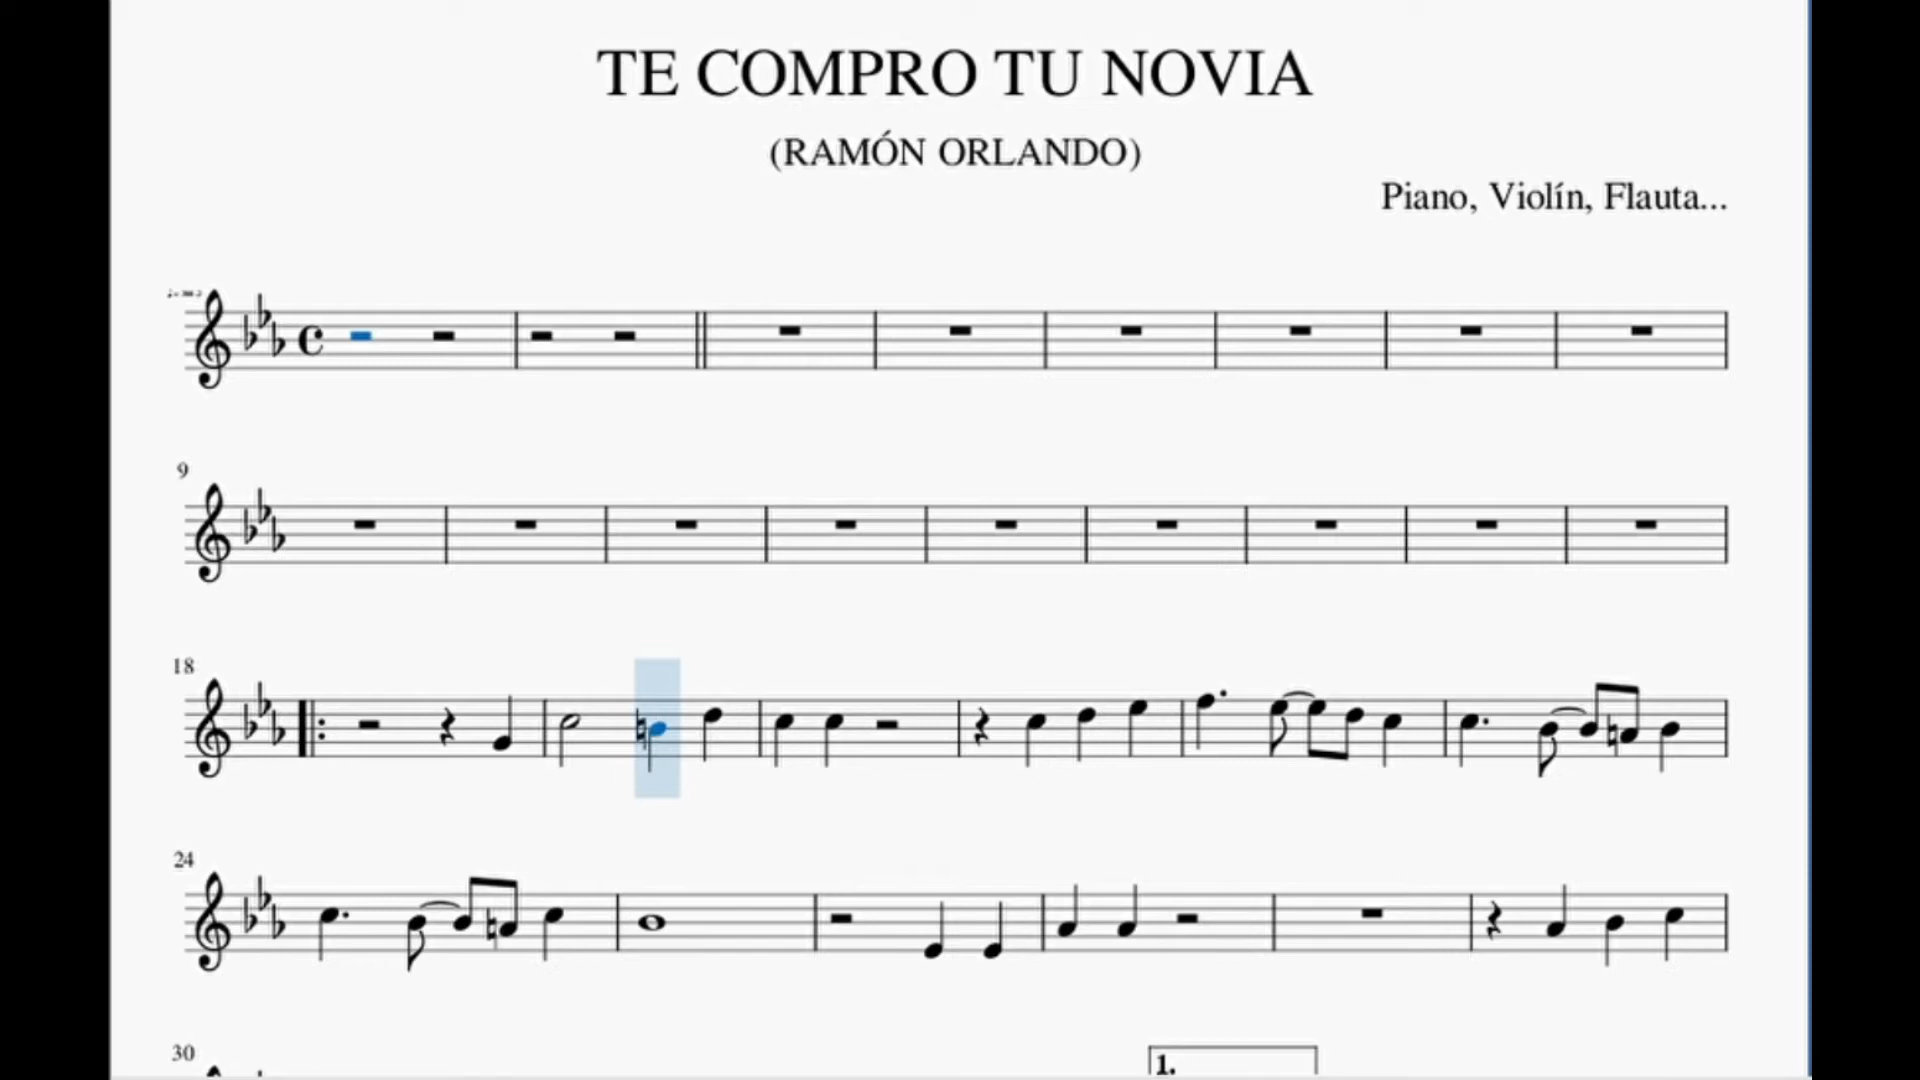 TE COMPRO TU NOVIA
(RAMÓN ORLANDO)
Piano, Violín, Flauta...
9
18
24
30
1.